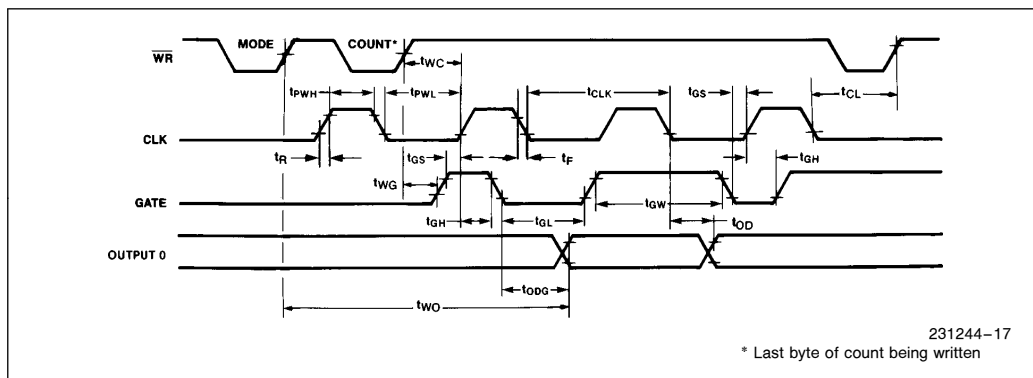 MODE COUNT*
WR
tWC
tPWH tPWL tCLK tGS tCL
CLK
tR tGS tF tGH
tWG
GATE
tGH tGL tGW tOD
OUTPUT 0
tODG
tWO
231244–17
* Last byte of count being written